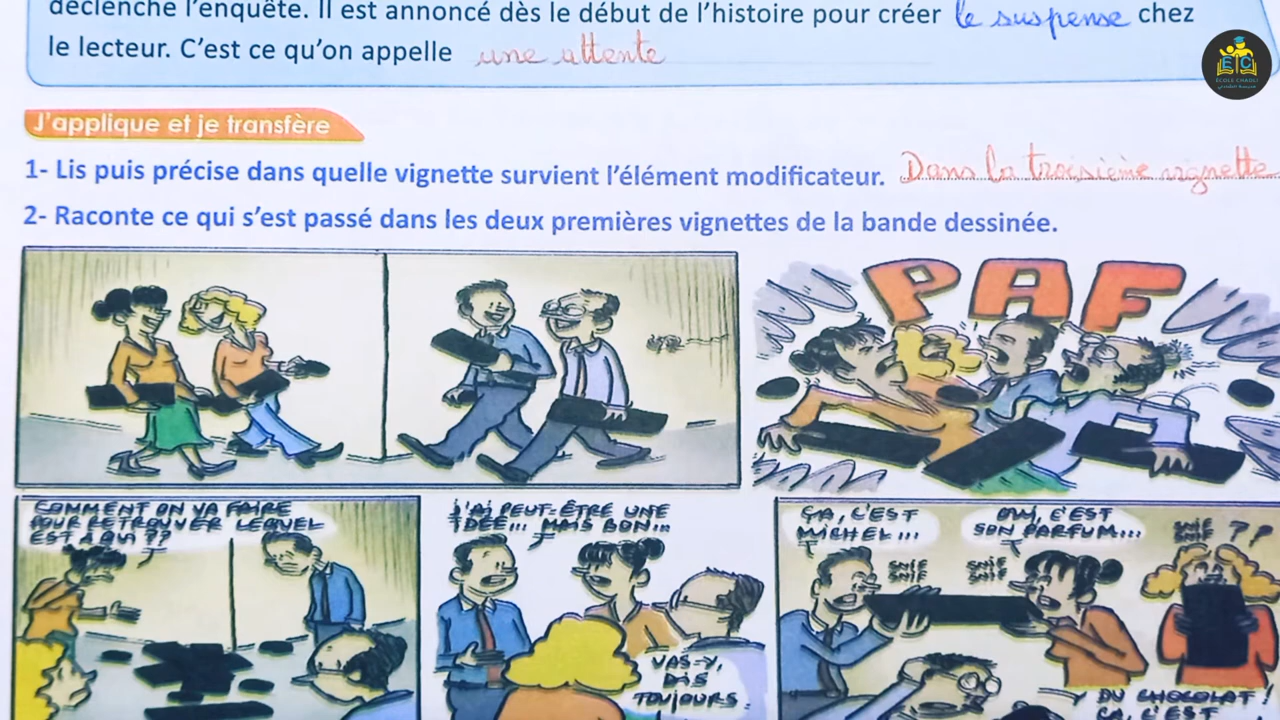 déclenche l'enquête. Il est annoncé dès le début de l'histoire pour créer le suspense chez
le lecteur. C'est ce qu'on appelle une attente
ECOLE CHADLI
J'applique et je transfère
1- Lis puis précise dans quelle vignette survient l'élément modificateur. Dans la troisième vignette
2- Raconte ce qui s'est passé dans les deux premières vignettes de la bande dessinée.
PAF
COMMENT ON VA FAIRE
POUR RETROUVER LEQUEL
EST À QUI ??
J'AI PEUT-ÊTRE UNE
IDÉE... MAIS BON...
VAS-Y,
DIS
TOUJOURS.
ÇA, C'EST
MICHEL...
OUI, C'EST
SON PARFUM...
SNIF
SNIF
SNIF
SNIF
SNIF
SNIF ??
DU CHOCOLAT !
ÇA, C'EST